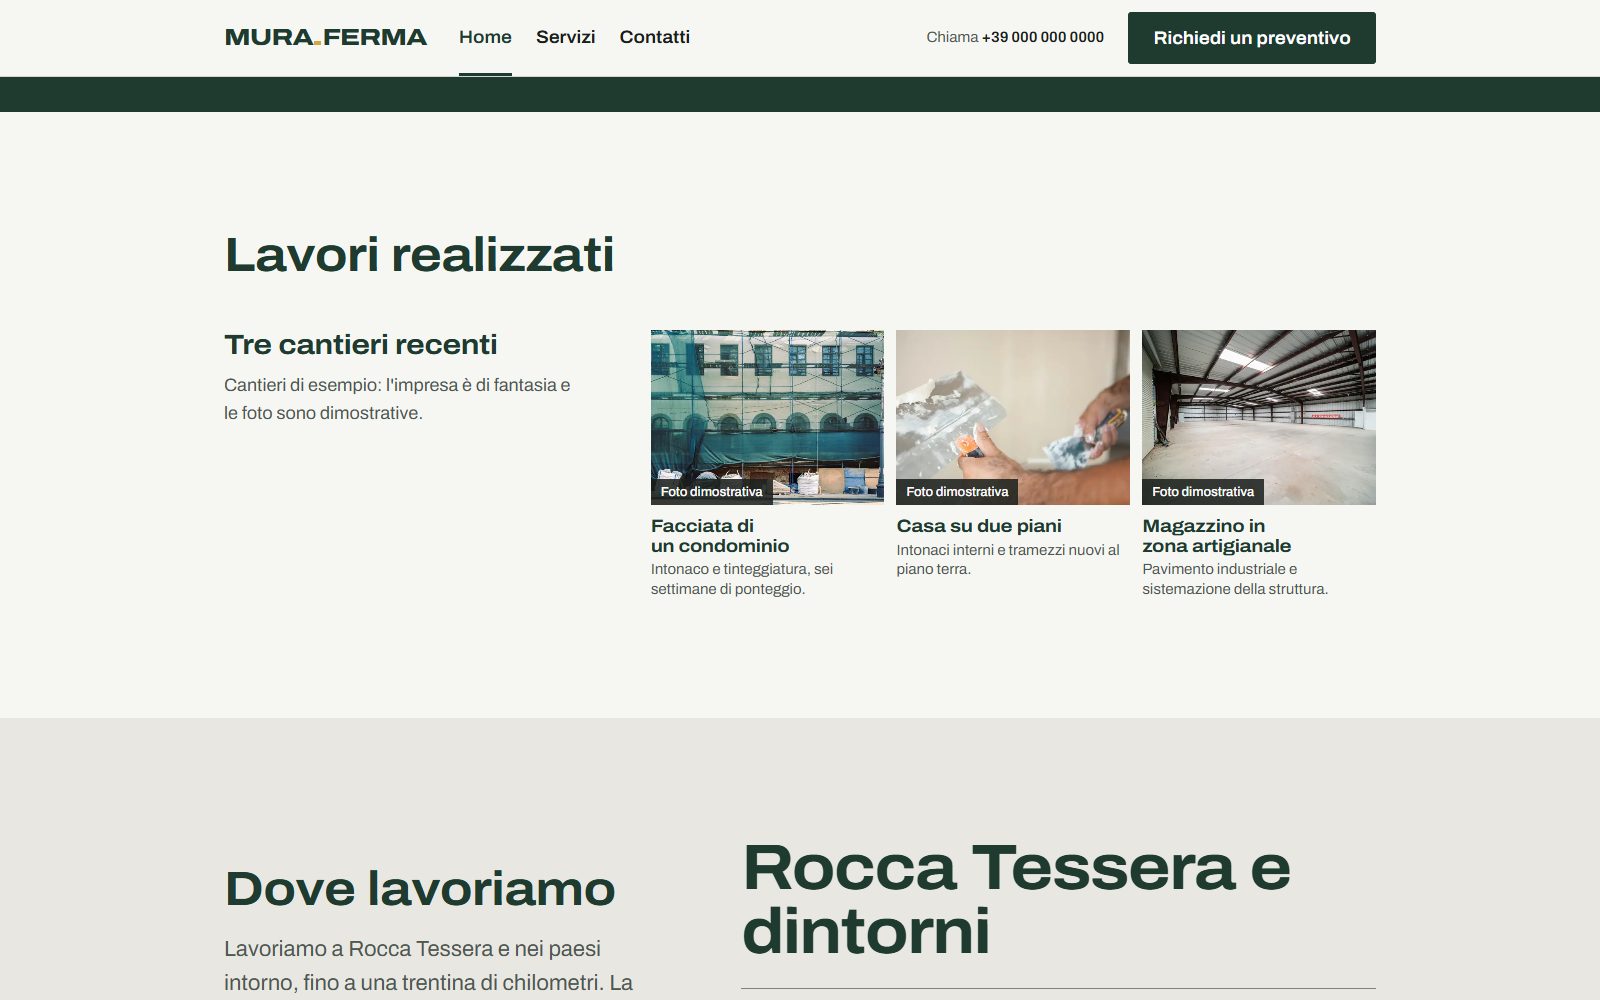 MURA.FERMA
Home
Servizi
Contatti
Chiama +39 000 000 0000
Richiedi un preventivo
Lavori realizzati
Tre cantieri recenti
Cantieri di esempio: l'impresa è di fantasia e
le foto sono dimostrative.
Foto dimostrativa
Facciata di
un condominio
Intonaco e tinteggiatura, sei
settimane di ponteggio.
Foto dimostrativa
Casa su due piani
Intonaci interni e tramezzi nuovi al
piano terra.
Foto dimostrativa
Magazzino in
zona artigianale
Pavimento industriale e
sistemazione della struttura.
Dove lavoriamo
Lavoriamo a Rocca Tessera e nei paesi
intorno, fino a una trentina di chilometri. La
Rocca Tessera e
dintorni